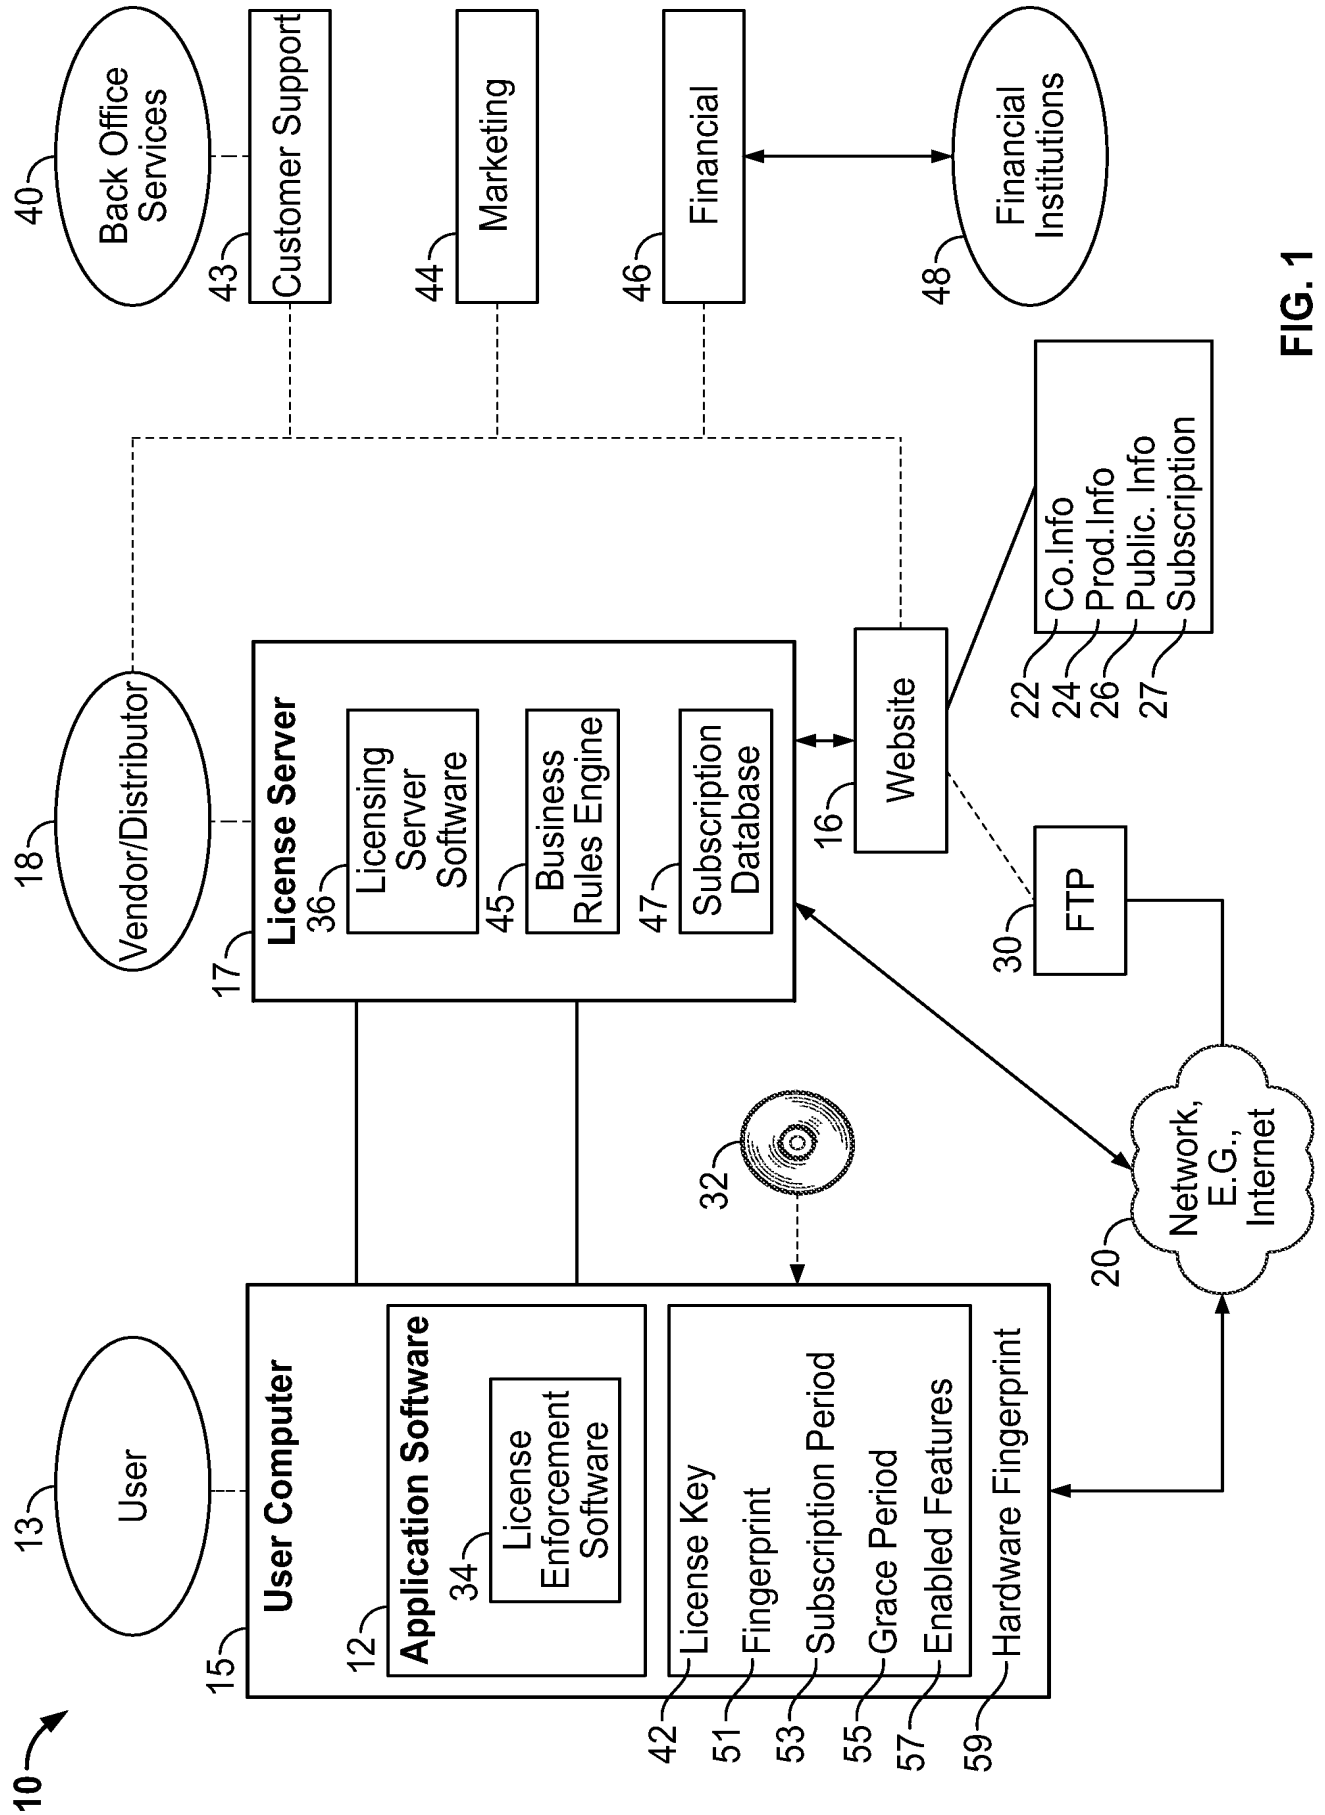 10
13
User
18
Vendor/Distributor
40
Back Office
Services
15
User Computer
12
Application Software
34
License
Enforcement
Software
42
License Key
51
Fingerprint
53
Subscription Period
55
Grace Period
57
Enabled Features
59
Hardware Fingerprint
32
17
License Server
36
Licensing
Server
Software
45
Business
Rules Engine
47
Subscription
Database
43
Customer Support
44
Marketing
46
Financial
48
Financial
Institutions
16
Website
30
FTP
20
Network,
E.G.,
Internet
22
Co.Info
24
Prod.Info
26
Public. Info
27
Subscription
FIG. 1